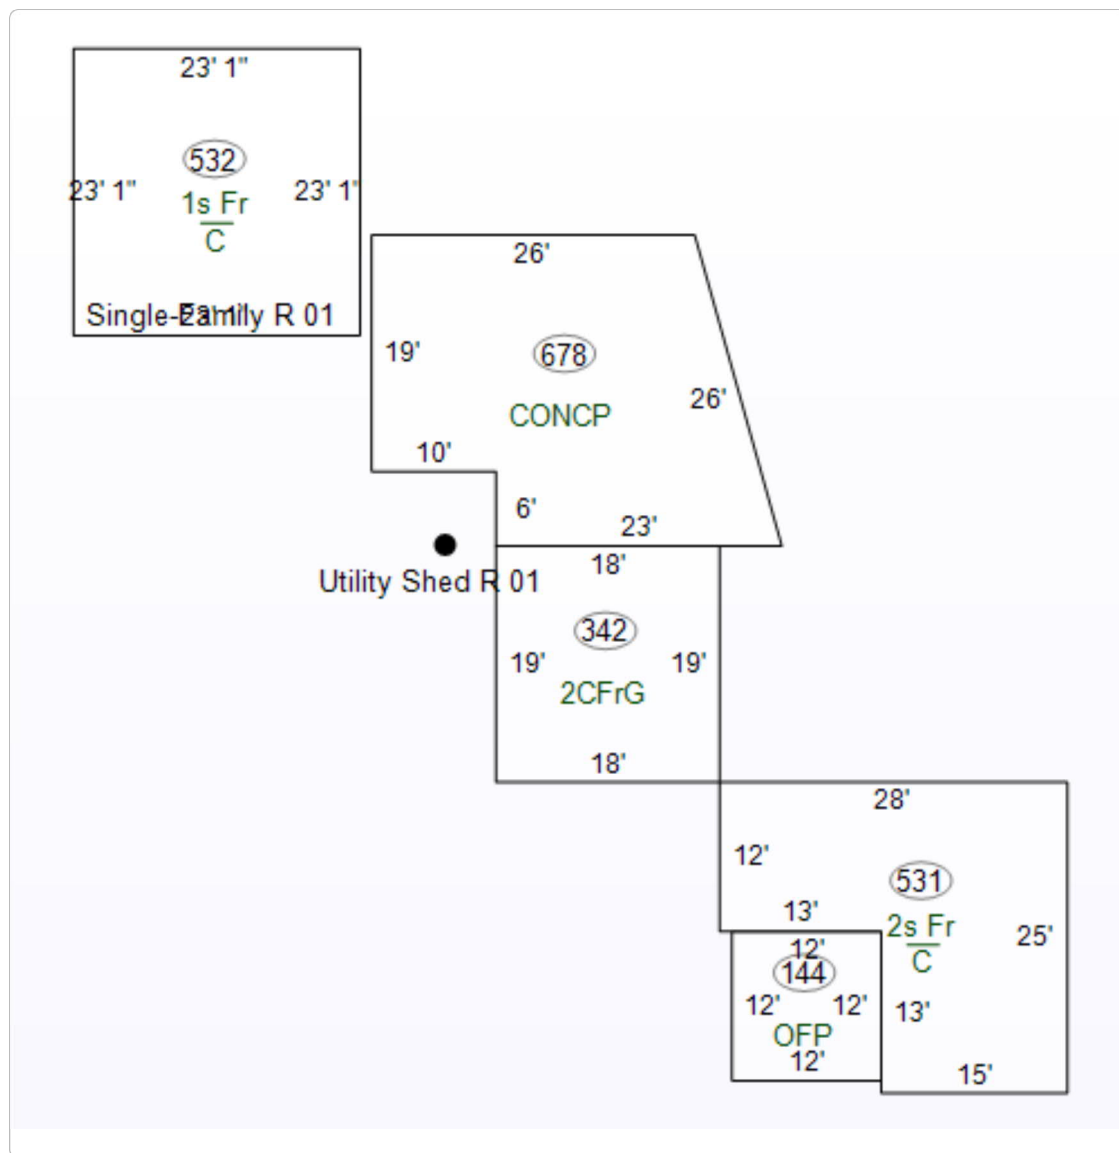 23' 1"
532
23' 1" 23' 1"
1s Fr
C
Single-Family R 01
23' 1"
26'
678
19'
26'
CONCP
10'
6'
23'
Utility Shed R 01
18'
342
19' 19'
2CFrG
18'
28'
12'
531
13'
2s Fr
C
25'
12'
144
12' 12'
13'
OFP
12'
15'